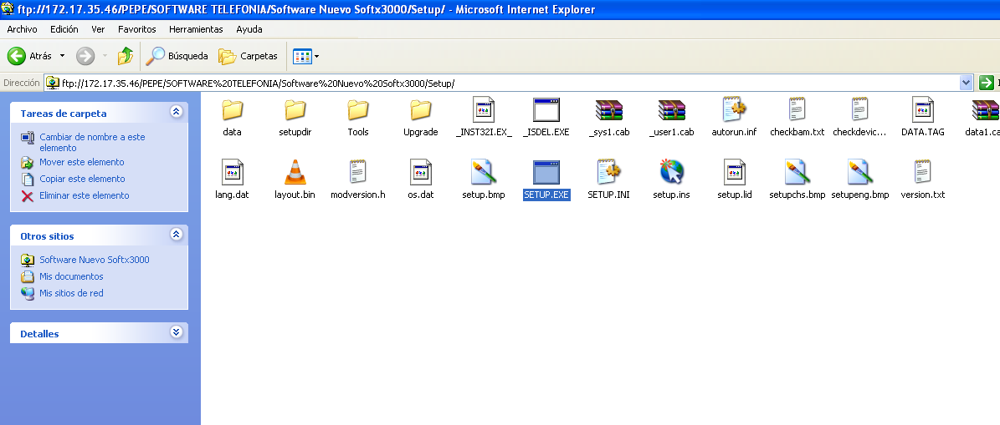 ftp://172.17.35.46/PEPE/SOFTWARE TELEFONIA/Software Nuevo Softx3000/Setup/ - Microsoft Internet Explorer
Archivo Edición Ver Favoritos Herramientas Ayuda
Atrás Búsqueda Carpetas
Dirección ftp://172.17.35.46/PEPE/SOFTWARE%20TELEFONIA/Software%20Nuevo%20Softx3000/Setup/
Tareas de carpeta
Cambiar de nombre a este
elemento
Mover este elemento
Copiar este elemento
Eliminar este elemento
Otros sitios
Software Nuevo Softx3000
Mis documentos
Mis sitios de red
Detalles
data setupdir Tools Upgrade _INST32I.EX_ _ISDEL.EXE _sys1.cab _user1.cab autorun.inf checkbam.txt checkdevic... DATA.TAG data1.ca
lang.dat layout.bin modversion.h os.dat setup.bmp SETUP.EXE SETUP.INI setup.ins setup.lid setupchs.bmp setupeng.bmp version.txt